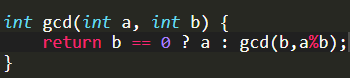 int gcd(int a, int b) {
    return b == 0 ? a : gcd(b,a%b);
}